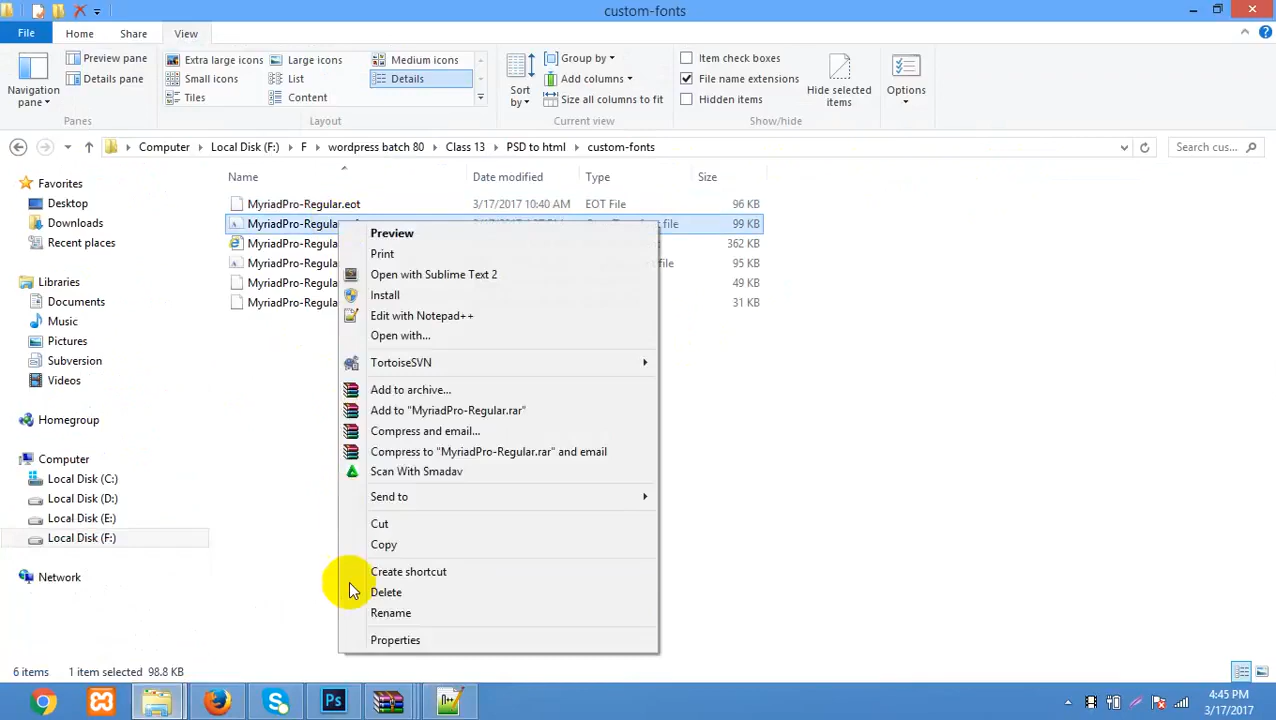 custom-fonts
File Home Share View
Navigation pane
Preview pane
Details pane
Panes
Extra large icons Large icons Medium icons
Small icons List Details
Tiles Content
Layout
Sort by
Group by
Add columns
Size all columns to fit
Current view
Item check boxes
File name extensions
Hidden items
Hide selected items
Options
Show/hide
Computer Local Disk (F:) F wordpress batch 80 Class 13 PSD to html custom-fonts
Search cus...
Name Date modified Type Size
MyriadPro-Regular.eot 3/17/2017 10:40 AM EOT File 96 KB
MyriadPro-Regula 99 KB
MyriadPro-Regula 362 KB
MyriadPro-Regula 95 KB
MyriadPro-Regula 49 KB
MyriadPro-Regula 31 KB
Favorites
Desktop
Downloads
Recent places
Libraries
Documents
Music
Pictures
Subversion
Videos
Homegroup
Computer
Local Disk (C:)
Local Disk (D:)
Local Disk (E:)
Local Disk (F:)
Network
Preview
Print
Open with Sublime Text 2
Install
Edit with Notepad++
Open with...
TortoiseSVN
Add to archive...
Add to "MyriadPro-Regular.rar"
Compress and email...
Compress to "MyriadPro-Regular.rar" and email
Scan With Smadav
Send to
Cut
Copy
Create shortcut
Delete
Rename
Properties
6 items 1 item selected 98.8 KB
Ps
4:45 PM
3/17/2017